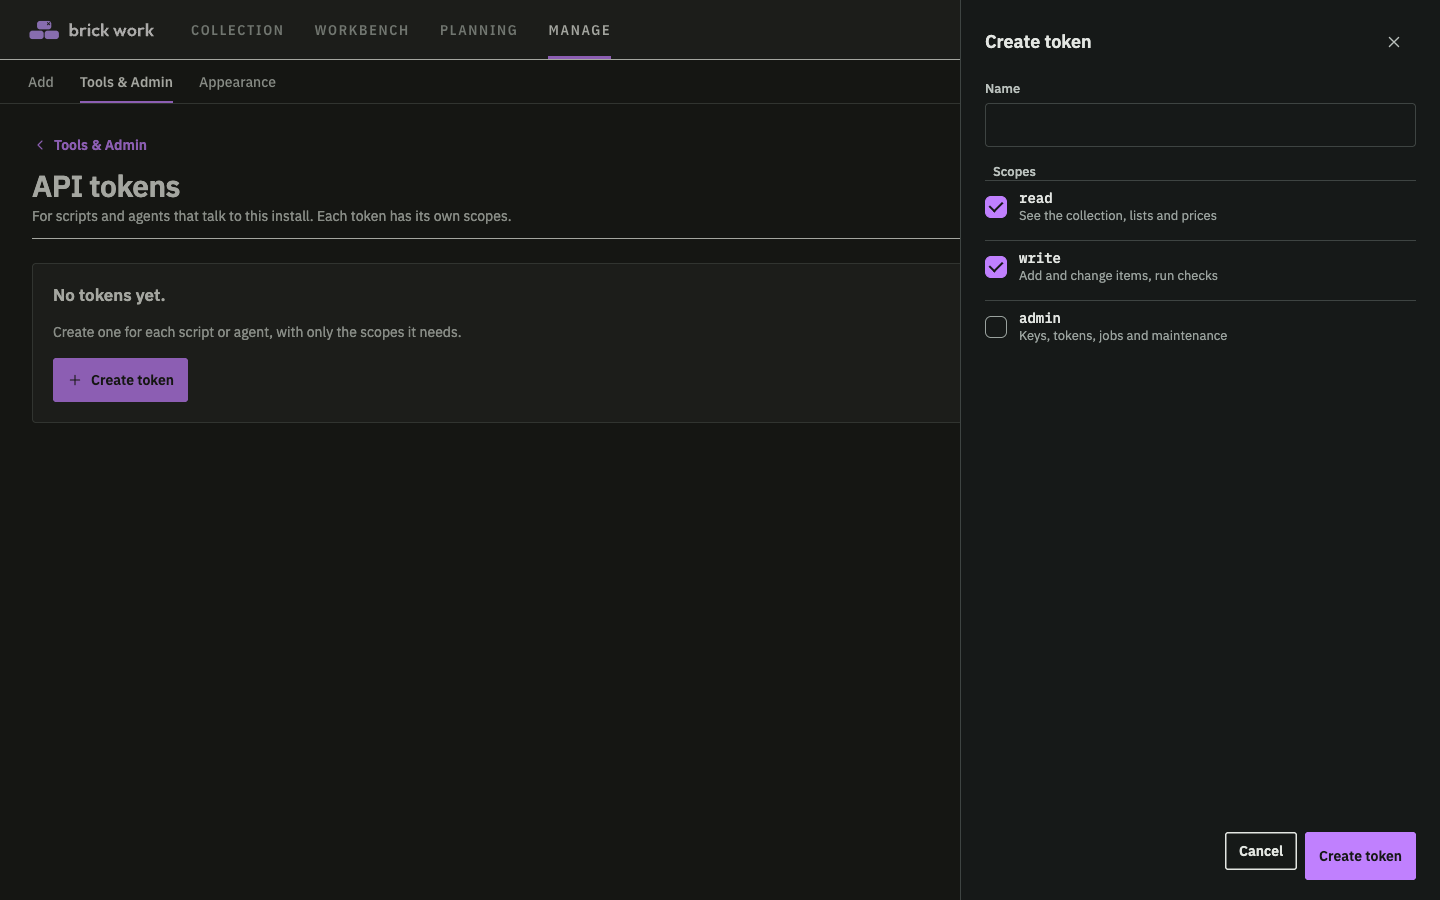 brick work
COLLECTION
WORKBENCH
PLANNING
MANAGE
Add
Tools & Admin
Appearance
Tools & Admin
API tokens
For scripts and agents that talk to this install. Each token has its own scopes.
No tokens yet.
Create one for each script or agent, with only the scopes it needs.
Create token
Create token
Name
Scopes
read
See the collection, lists and prices
write
Add and change items, run checks
admin
Keys, tokens, jobs and maintenance
Cancel
Create token